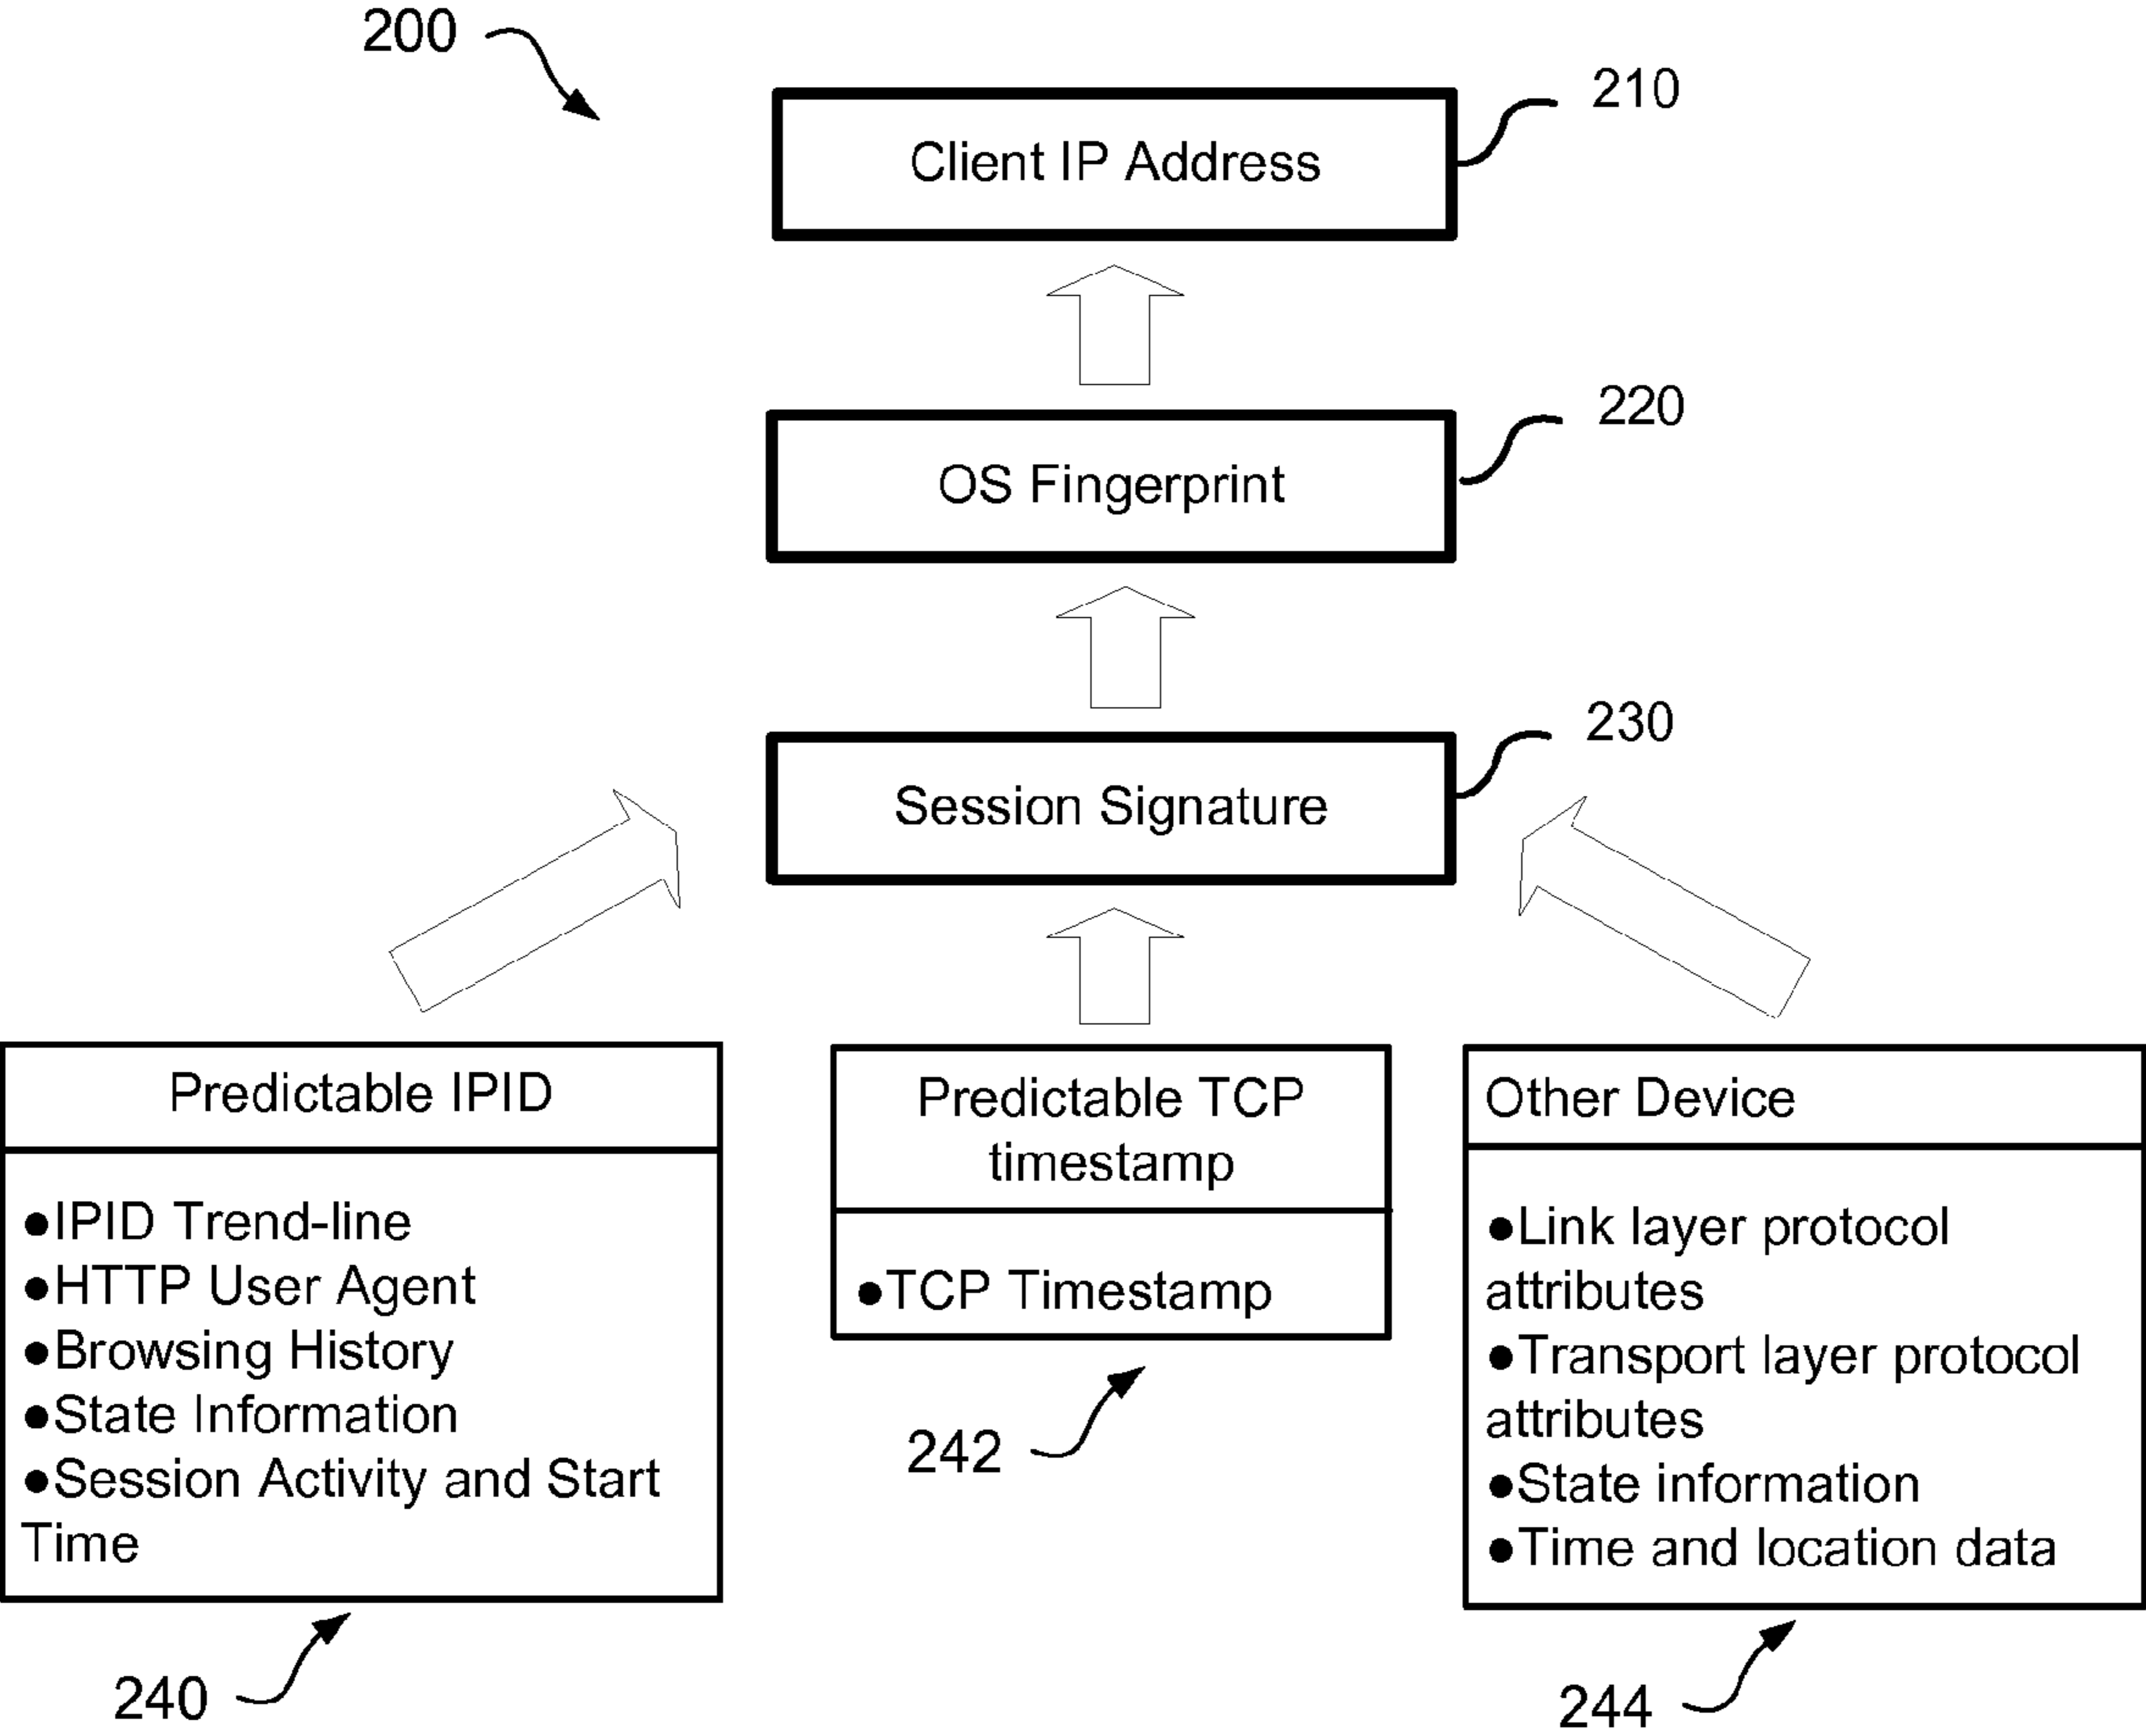 200
210
Client IP Address
220
OS Fingerprint
230
Session Signature
Predictable IPID
●IPID Trend-line
●HTTP User Agent
●Browsing History
●State Information
●Session Activity and Start
Time
240
Predictable TCP
timestamp
●TCP Timestamp
242
Other Device
●Link layer protocol
attributes
●Transport layer protocol
attributes
●State information
●Time and location data
244